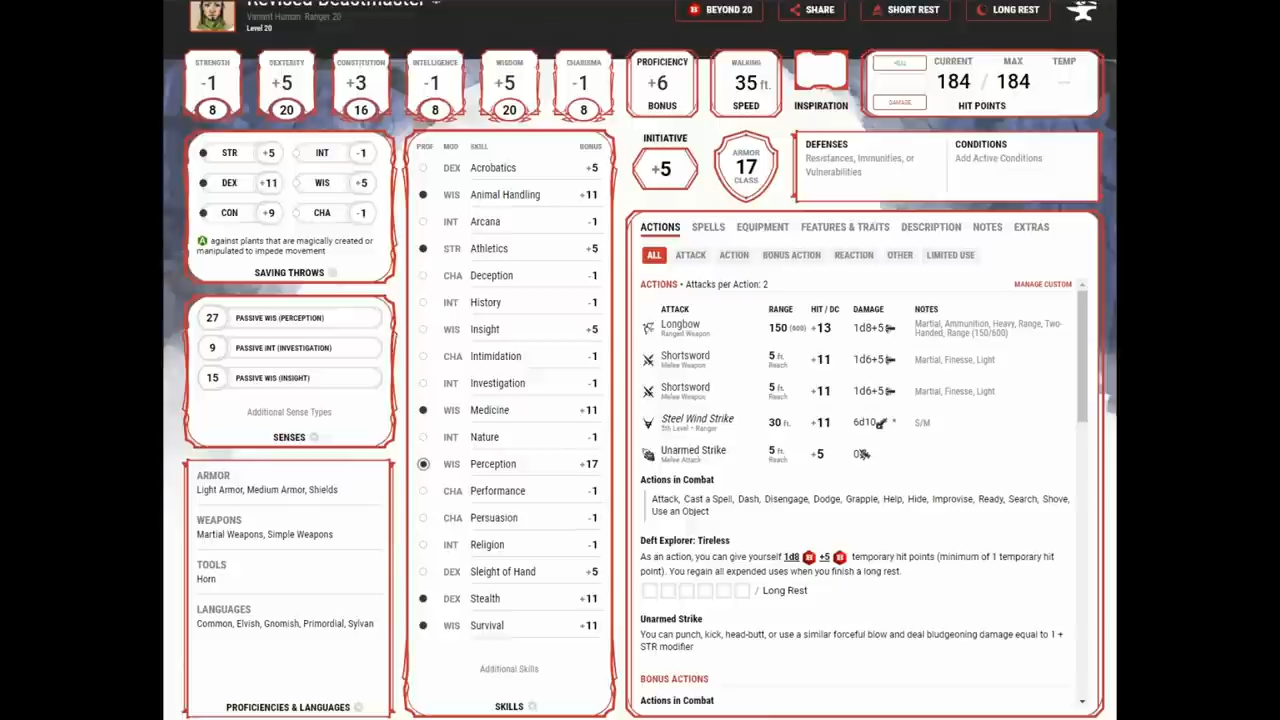 Revised Beastmaster
Variant Human Ranger 20
Level 20
BEYOND 20
SHARE
SHORT REST
LONG REST
STRENGTH
-1
8
DEXTERITY
+5
20
CONSTITUTION
+3
16
INTELLIGENCE
-1
8
WISDOM
+5
20
CHARISMA
-1
8
PROFICIENCY
+6
BONUS
WALKING
35 ft.
SPEED
INSPIRATION
HEAL
DAMAGE
CURRENT MAX TEMP
184 / 184 --
HIT POINTS
STR +5 INT -1
DEX +11 WIS +5
CON +9 CHA -1
A against plants that are magically created or
manipulated to impede movement.
SAVING THROWS
27 PASSIVE WIS (PERCEPTION)
9 PASSIVE INT (INVESTIGATION)
15 PASSIVE WIS (INSIGHT)
Additional Sense Types
SENSES
ARMOR
Light Armor, Medium Armor, Shields
WEAPONS
Martial Weapons, Simple Weapons
TOOLS
Horn
LANGUAGES
Common, Elvish, Gnomish, Primordial, Sylvan
PROFICIENCIES & LANGUAGES
PROF MOD SKILL BONUS
DEX Acrobatics +5
WIS Animal Handling +11
INT Arcana -1
STR Athletics +5
CHA Deception -1
INT History -1
WIS Insight +5
CHA Intimidation -1
INT Investigation -1
WIS Medicine +11
INT Nature -1
WIS Perception +17
CHA Performance -1
CHA Persuasion -1
INT Religion -1
DEX Sleight of Hand +5
DEX Stealth +11
WIS Survival +11
Additional Skills
SKILLS
INITIATIVE
+5
ARMOR
17
CLASS
DEFENSES
Resistances, Immunities, or
Vulnerabilities
CONDITIONS
Add Active Conditions
ACTIONS SPELLS EQUIPMENT FEATURES & TRAITS DESCRIPTION NOTES EXTRAS
ALL ATTACK ACTION BONUS ACTION REACTION OTHER LIMITED USE
ACTIONS • Attacks per Action: 2 MANAGE CUSTOM
ATTACK RANGE HIT / DC DAMAGE NOTES
Longbow 150 (600) +13 1d8+5 Martial, Ammunition, Heavy, Range, Two-
Ranged Weapon Handed, Range (150/600)
Shortsword 5 ft. +11 1d6+5 Martial, Finesse, Light
Melee Weapon Reach
Shortsword 5 ft. +11 1d6+5 Martial, Finesse, Light
Melee Weapon Reach
Steel Wind Strike 30 ft. +11 6d10 * S/M
5th Level • Ranger
Unarmed Strike 5 ft. +5 0
Melee Attack Reach
Actions in Combat
Attack, Cast a Spell, Dash, Disengage, Dodge, Grapple, Help, Hide, Improvise, Ready, Search, Shove,
Use an Object
Deft Explorer: Tireless
As an action, you can give yourself 1d8 B +5 B temporary hit points (minimum of 1 temporary hit
point). You regain all expended uses when you finish a long rest.
/ Long Rest
Unarmed Strike
You can punch, kick, head-butt, or use a similar forceful blow and deal bludgeoning damage equal to 1 +
STR modifier
BONUS ACTIONS
Actions in Combat